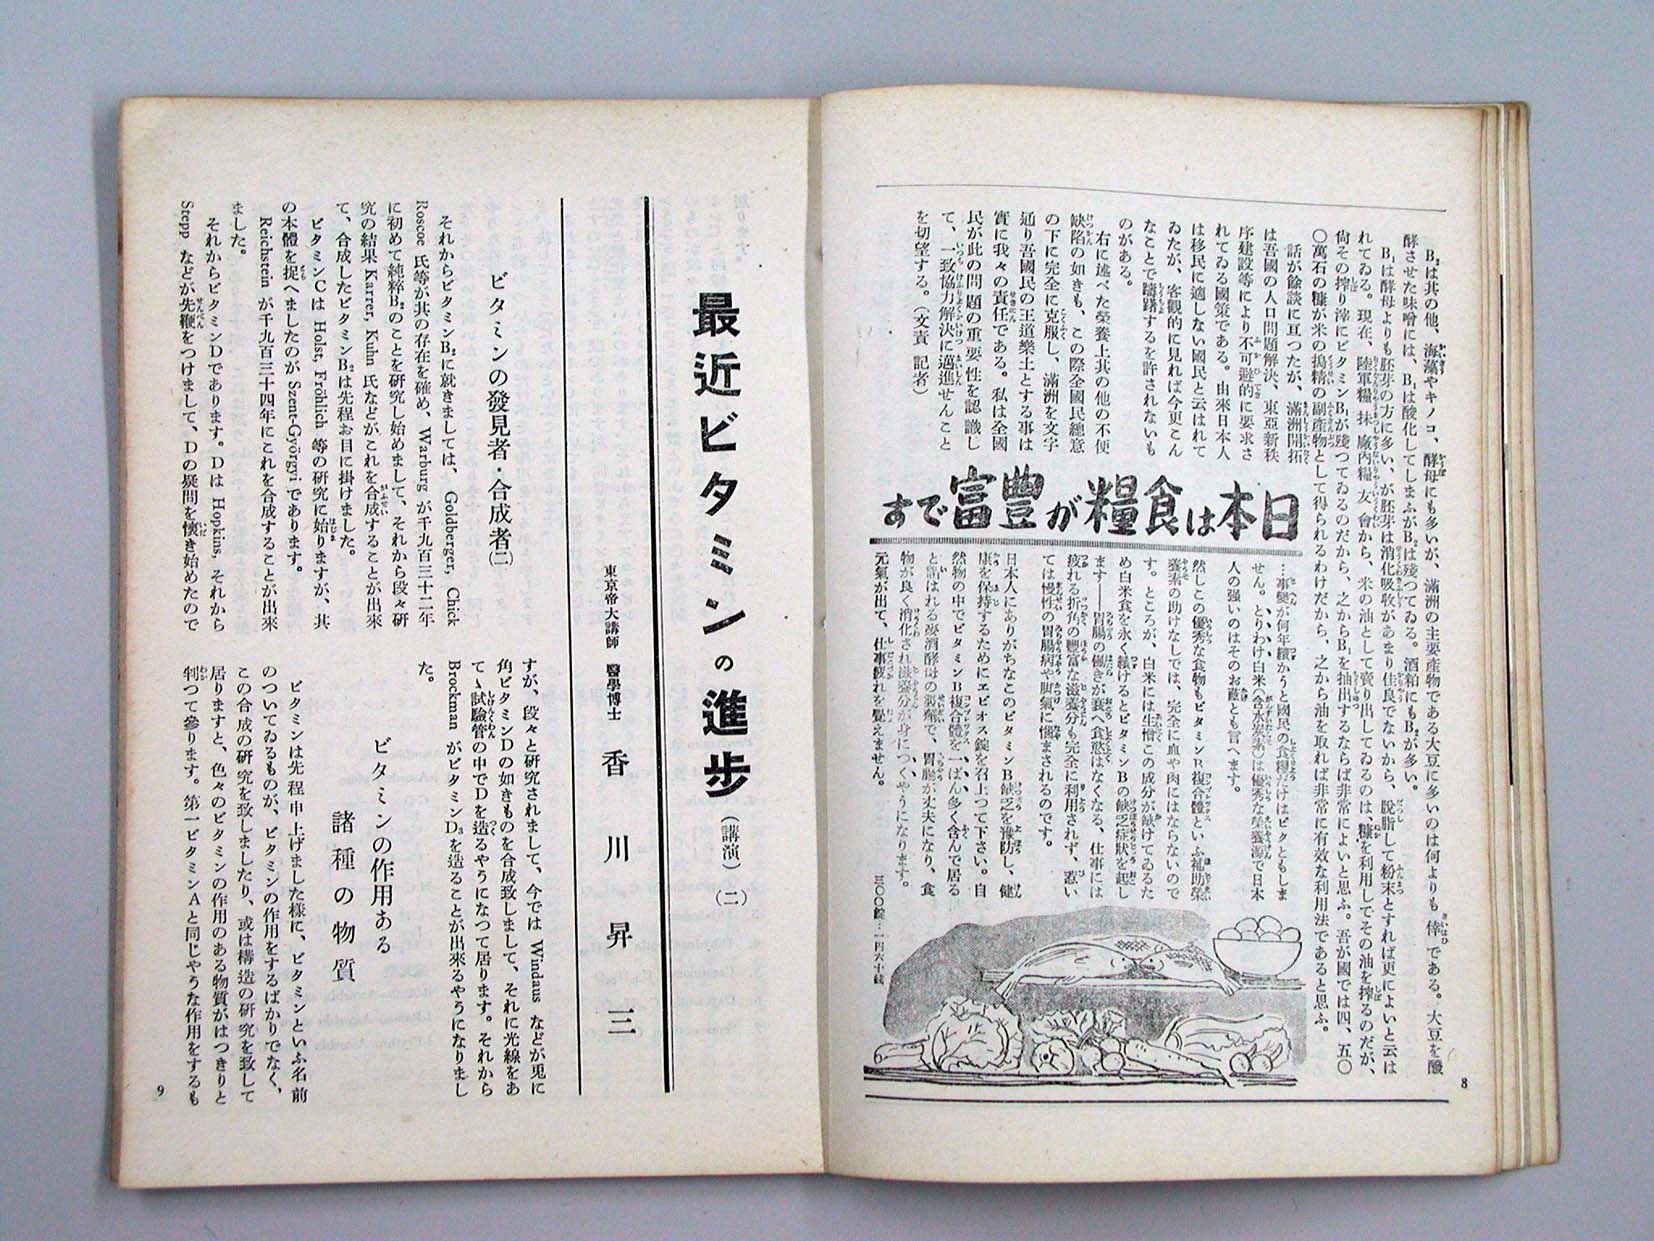 B₂は其の他、海藻やキノコ、酵母にも多いが、滿洲の主要産物である大豆に多いのは何よりも倖である。大豆を醱
酵させた味噌には、B₁は酸化してしまふがB₂は殘つてゐる。酒粕にもB₂が多い。
B₁は酵母よりも胚芽の方に多い、が胚芽は消化吸收があまり佳良でないから、脫脂して粉末とすれば更によいと云は
れてゐる。現在、陸軍糧秣廠內糧友會から、米の油として賣り出してゐるのは、糠を利用してその油を搾るのだが、
尙その搾り滓にビタミンB₁が殘つてゐるのだから、之からB₁を抽出するならば非常によいと思ふ。吾が國では四、五〇
〇萬石の糠が米の搗精の副産物として得られるわけだから、之から油を取れば非常に有效な利用法であると思ふ。
話が餘談に亙つたが、滿洲開拓
は吾國の人口問題解決、東亞新秩
序建設等により不可避的に要求さ
れてゐる國策である。由來日本人
は移民に適しない國民と云はれて
ゐたが、客觀的に見れば今更こん
なことで躊躇するを許されないも
のがある。
右に述べた榮養上其の他の不便
缺陷の如きも、この際全國民總意
の下に完全に克服し、滿洲を文字
通り吾國民の王道樂土とする事は
實に我々の責任である。私は全國
民が此の問題の重要性を認識し
て、一致協力解決に邁進せんこと
を切望する。(文責 記者)
日本は食糧が豐富です
…事變が何年續かうと國民の食糧だけはビタともしま
せん。とりわけ白米(含水炭素)は優秀な榮養源で日本
人の强いのはそのお蔭とも言へます。
然しこの優秀な食物もビタミンB複合體といふ補助榮
養素の助けなしでは、完全に血や肉にはならないので
す。ところが、白米には生憎この成分が缺けてゐるた
め白米食を永く續けるとビタミンBの缺乏症狀を起し
ます——胃腸の働きが衰へ食慾はなくなる、仕事には
疲れる折角の豐富な滋養分も完全に利用されず、惹い
ては慢性の胃腸病や脚氣に惱まされるのです。
日本人にありがちなこのビタミンB缺乏を豫防し、健
康を保持するためにエビオス錠を召上つて下さい。自
然物の中でビタミンB複合體を一ばん多く含んで居る
と謂はれる麥酒酵母の製劑で、胃腸が丈夫になり、食
物が良く消化され滋養分が身につくやうになります。
元氣が出て、仕事疲れを覺えません。
三〇〇錠…一円六十錢
8
最近ビタミンの進步(講演)(二)
東京帝大講師 醫學博士 香川昇三
ビタミンの發見者・合成者(二)
それからビタミンB₂に就きましては、Goldberger, Chick
Roscoe 氏等が其の存在を確め、Warburg が千九百三十二年
に初めて純粹B₂のことを硏究し始めまして、それから段々硏
究の結果 Karrer, Kuhn 氏などがこれを合成することが出來
て、合成したビタミンB₂は先程お目に掛けました。
ビタミンCは Holst, Fröhlich 等の硏究に始りますが、其
の本體を捉へましたのが Szent-Györgyi であります。
Reichstein が千九百三十四年にこれを合成することが出來
ました。
それからビタミンDであります。Dは Hopkins, それから
Stepp などが先鞭をつけまして、Dの疑問を懷き始めたので
すが、段々と硏究されまして、今では Windaus などが兎に
角ビタミンDの如きものを合成致しまして、それに光線をあ
てゝ試驗管の中でDを造るやうになつて居ります。それから
Brockman がビタミンD₃を造ることが出來るやうになりまし
た。
ビタミンの作用ある
諸種の物質
ビタミンは先程申上げました樣に、ビタミンといふ名前
のついてゐるものが、ビタミンの作用をするばかりでなく、
この合成の硏究を致しましたり、或は構造の硏究を致して
居りますと、色々のビタミンの作用のある物質がはつきりと
判つて參ります。第一ビタミンAと同じやうな作用をするも
9